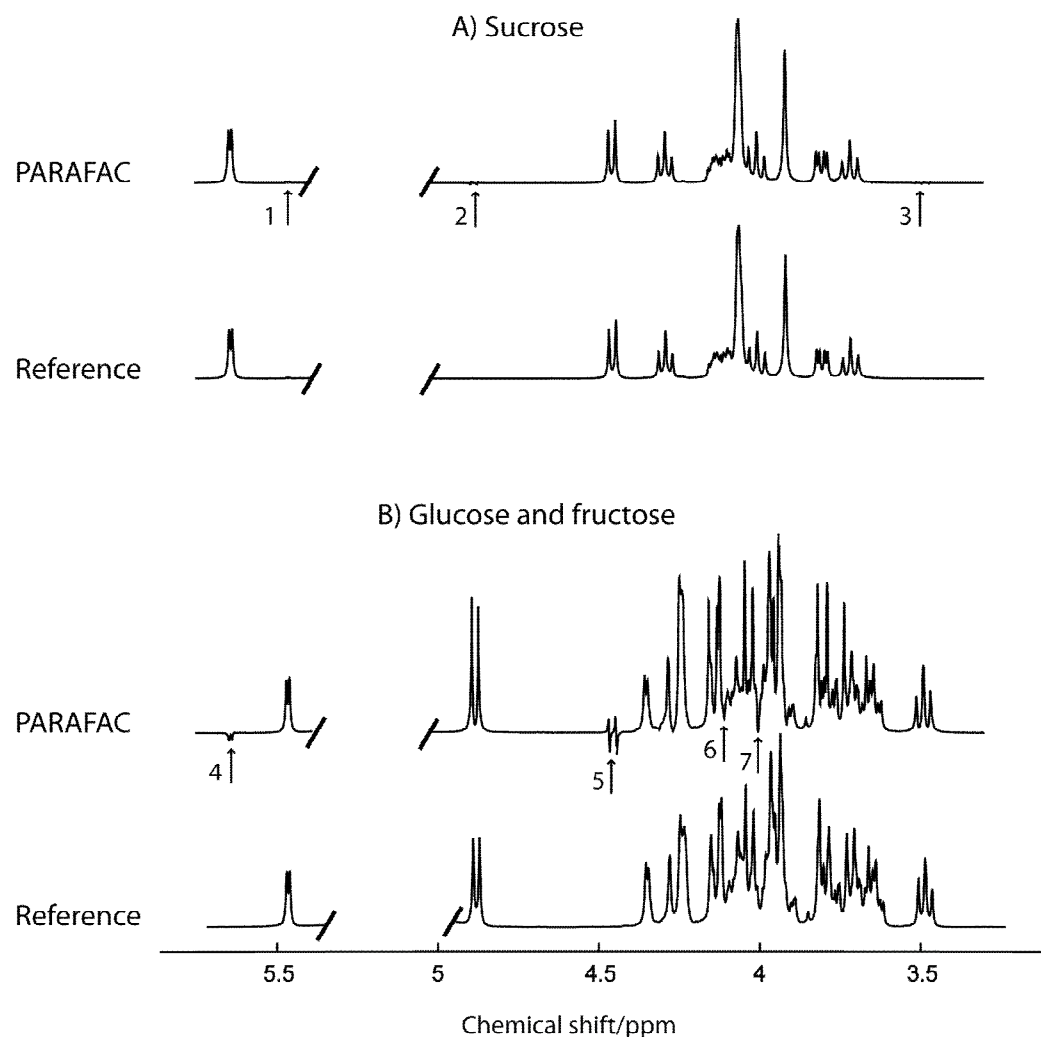 A) Sucrose
PARAFAC
1
2
3
Reference
B) Glucose and fructose
PARAFAC
4
5
6
7
Reference
5.5
5
4.5
4
3.5
Chemical shift/ppm